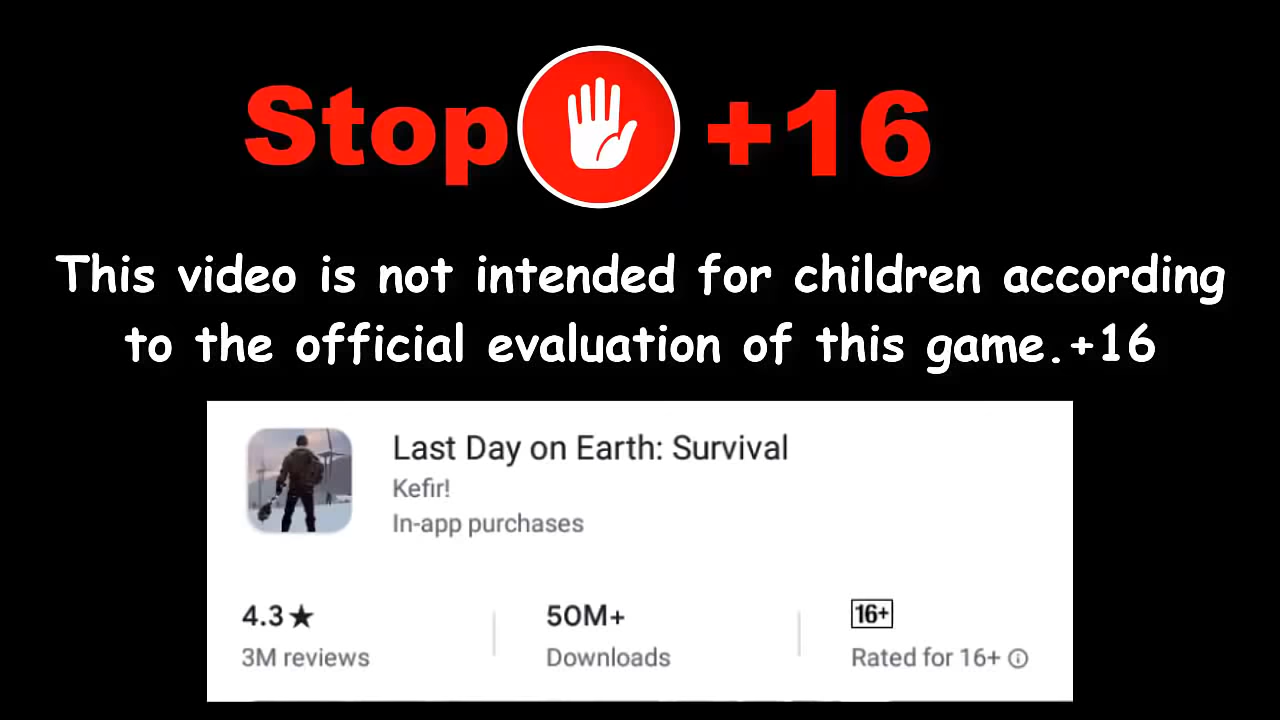 Stop +16
This video is not intended for children according
to the official evaluation of this game.+16
Last Day on Earth: Survival
Kefir!
In-app purchases
4.3★ 50M+ 16+
3M reviews Downloads Rated for 16+